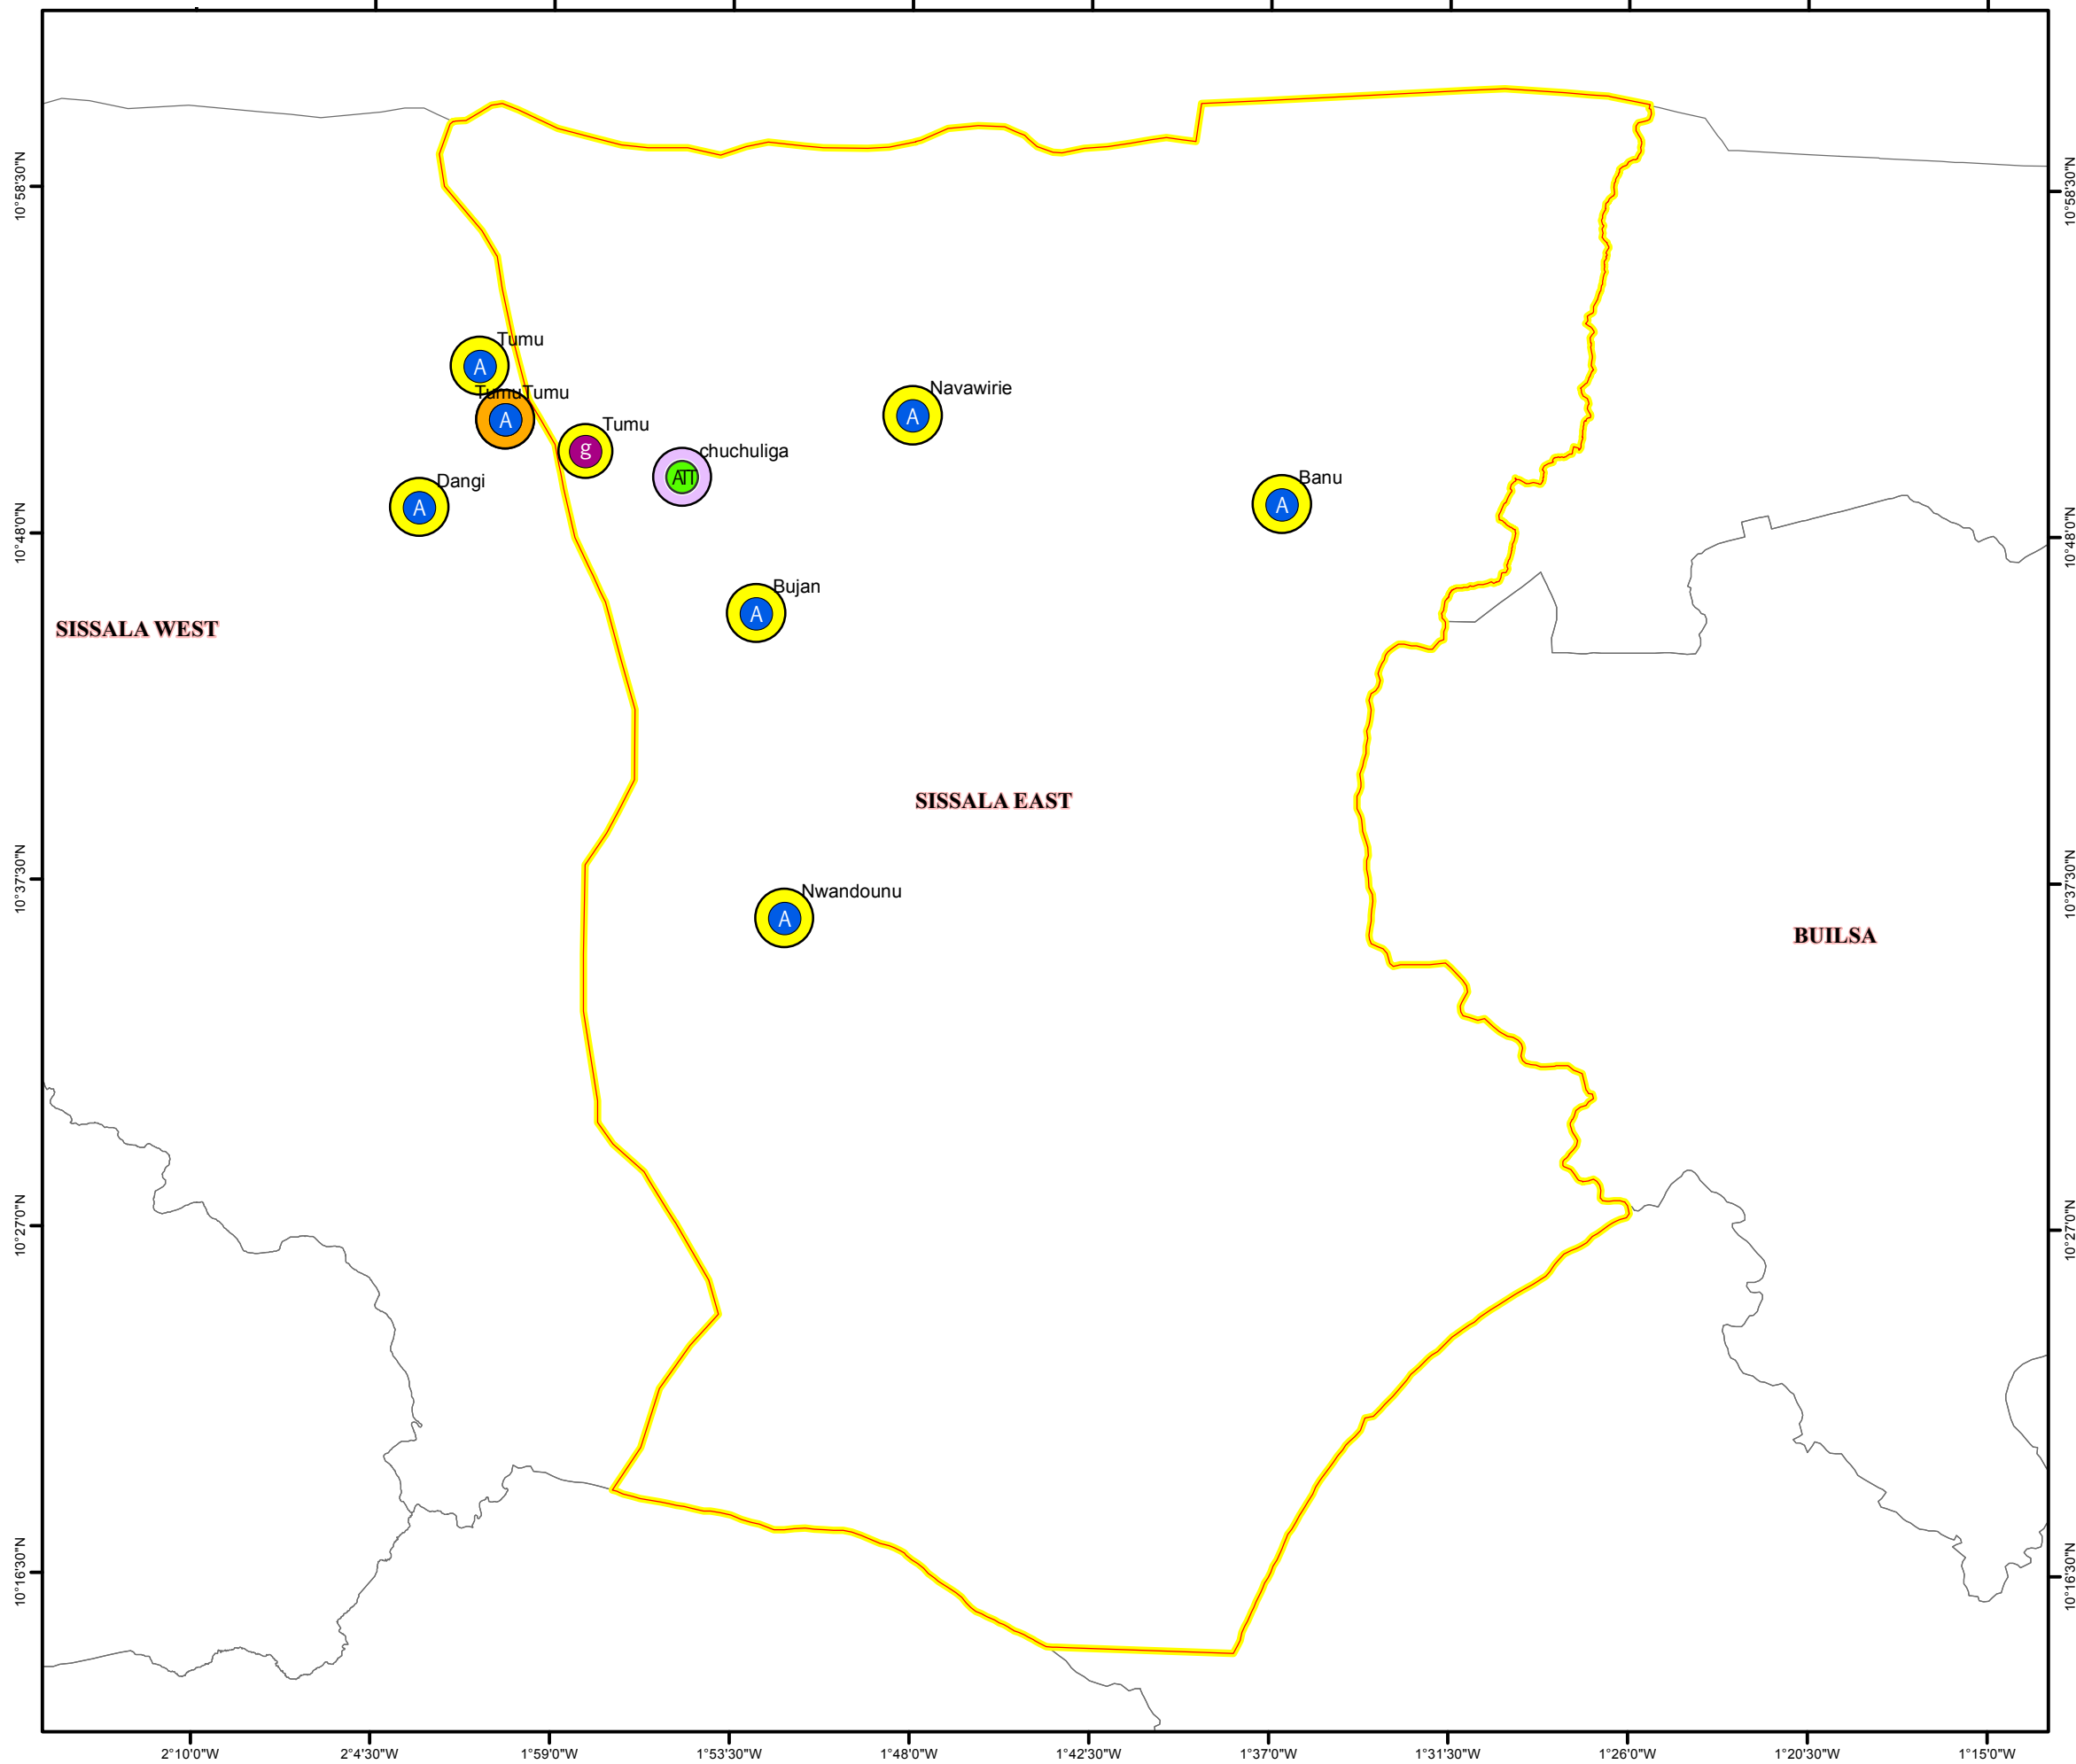 10°58'30"N
10°58'30"N
Tumu
A
TumuTumu
A
Navawirie
A
Tumu
g
chuchuliga
ATT
Dangi
A
Banu
A
10°48'0"N
10°48'0"N
Bujan
A
SISSALA WEST
SISSALA EAST
10°37'30"N
10°37'30"N
Nwandounu
A
BUILSA
10°27'0"N
10°27'0"N
10°16'30"N
10°16'30"N
2°10'0"W
2°4'30"W
1°59'0"W
1°53'30"W
1°48'0"W
1°42'30"W
1°37'0"W
1°31'30"W
1°26'0"W
1°20'30"W
1°15'0"W